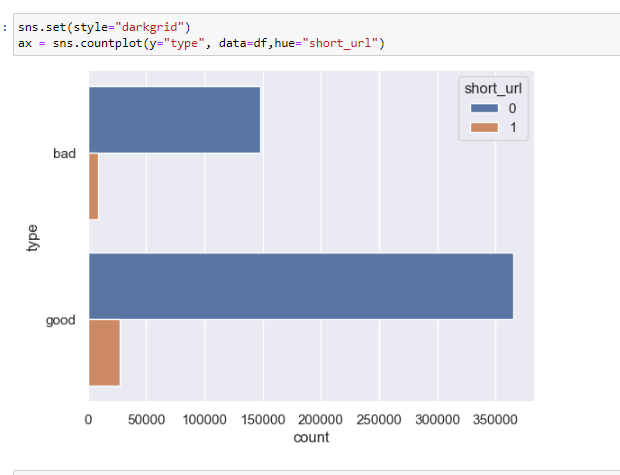 : sns.set(style="darkgrid")
ax = sns.countplot(y="type", data=df,hue="short_url")
short_url
0
1
bad
good
type
0 50000 100000 150000 200000 250000 300000 350000
count